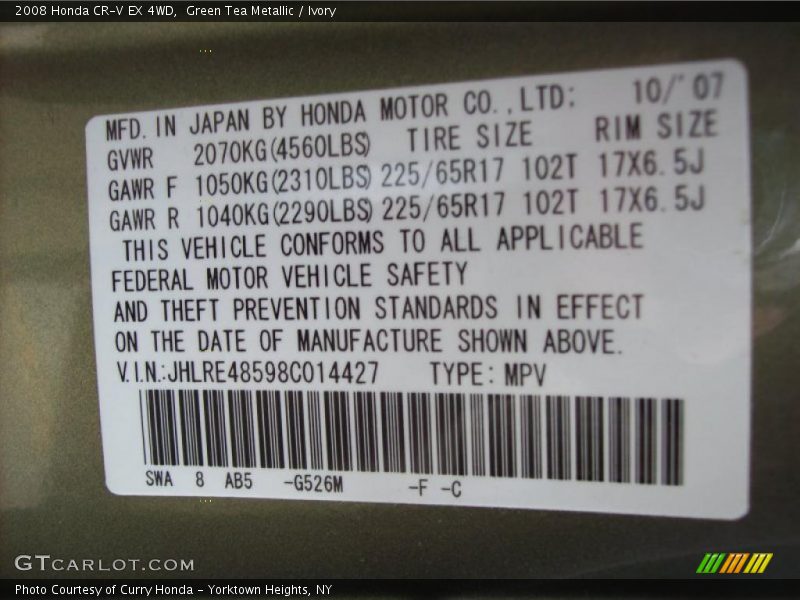 2008 Honda CR-V EX 4WD,  Green Tea Metallic / Ivory
MFD. IN JAPAN BY HONDA MOTOR CO.,LTD: 10/'07
GVWR 2070KG(4560LBS) TIRE SIZE RIM SIZE
GAWR F 1050KG(2310LBS) 225/65R17 102T 17X6.5J
GAWR R 1040KG(2290LBS) 225/65R17 102T 17X6.5J
THIS VEHICLE CONFORMS TO ALL APPLICABLE
FEDERAL MOTOR VEHICLE SAFETY
AND THEFT PREVENTION STANDARDS IN EFFECT
ON THE DATE OF MANUFACTURE SHOWN ABOVE.
V.I.N.:JHLRE48598C014427 TYPE: MPV
SWA 8 AB5 -G526M -F -C
GTCARLOT.COM
Photo Courtesy of Curry Honda - Yorktown Heights, NY